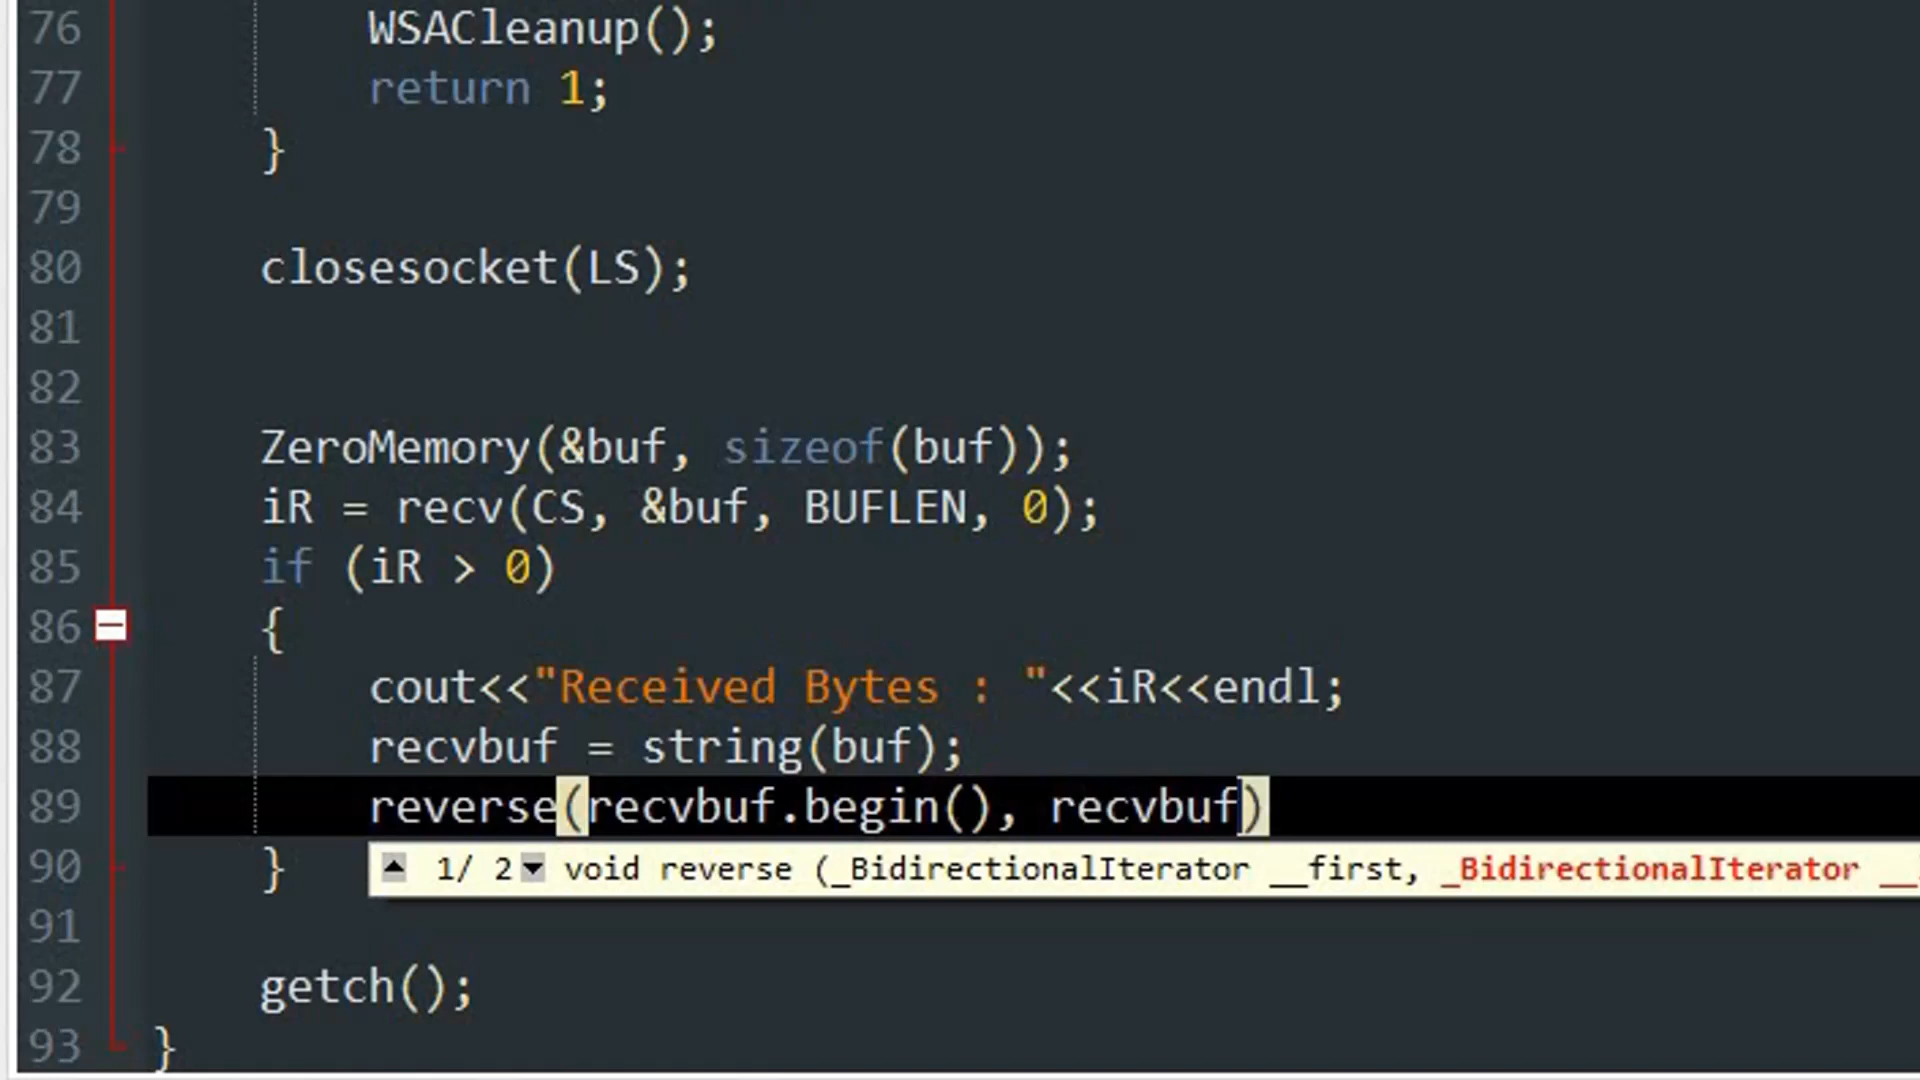 76 WSACleanup();
77 return 1;
78 }
79
80 closesocket(LS);
81
82
83 ZeroMemory(&buf, sizeof(buf));
84 iR = recv(CS, &buf, BUFLEN, 0);
85 if (iR > 0)
86 {
87 cout<<"Received Bytes : "<<iR<<endl;
88 recvbuf = string(buf);
89 reverse(recvbuf.begin(), recvbuf)
90 }
1/ 2 void reverse (_BidirectionalIterator __first, _BidirectionalIterator
91
92 getch();
93 }